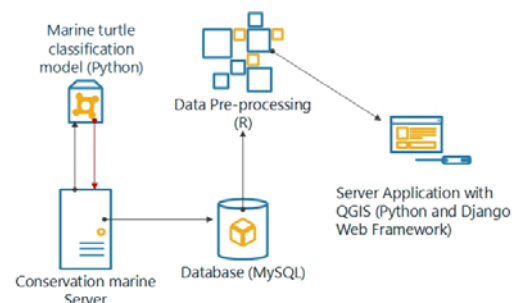 Marine turtle
classification
model (Python)
Data Pre-processing
(R)
Server Application with
QGIS (Python and Django
Web Framework)
Database (MySQL)
Conservation marine
Server